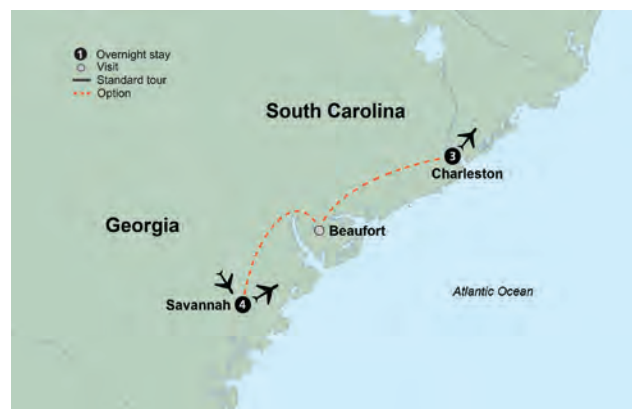 1 Overnight stay
Visit
Standard tour
Option
South Carolina
3
Charleston
Georgia
Beaufort
Savannah 4
Atlantic Ocean